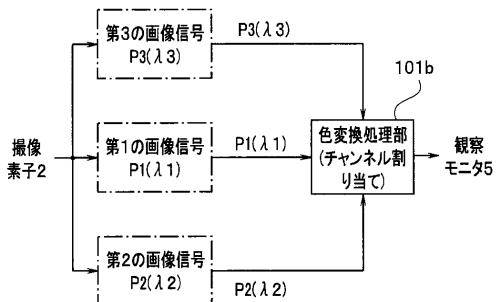 第3の画像信号
P3(λ3)
P3(λ3)
101b
撮像
素子2
第1の画像信号
P1(λ1)
P1(λ1)
色変換処理部
(チャンネル割
り当て)
観察
モニタ5
第2の画像信号
P2(λ2)
P2(λ2)